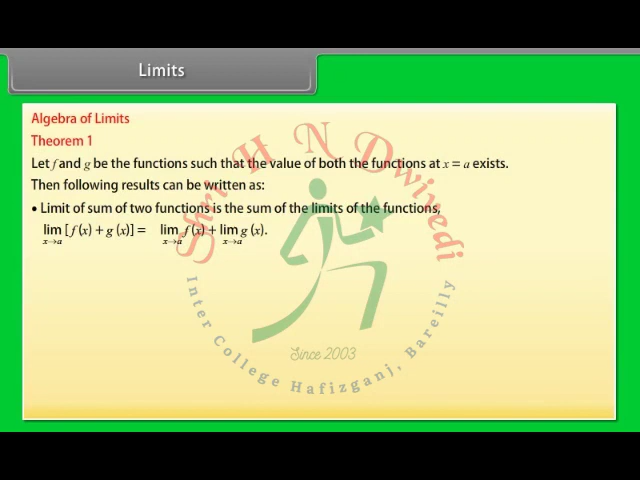 Limits
Algebra of Limits
Theorem 1
Let f and g be the functions such that the value of both the functions at x = a exists.
Then following results can be written as:
• Limit of sum of two functions is the sum of the limits of the functions,
lim [ f (x) + g (x)] = lim f (x) + lim g (x).
x→a x→a x→a
Shri H N Dwivedi
Since 2003
Inter College Hafizganj, Bareilly